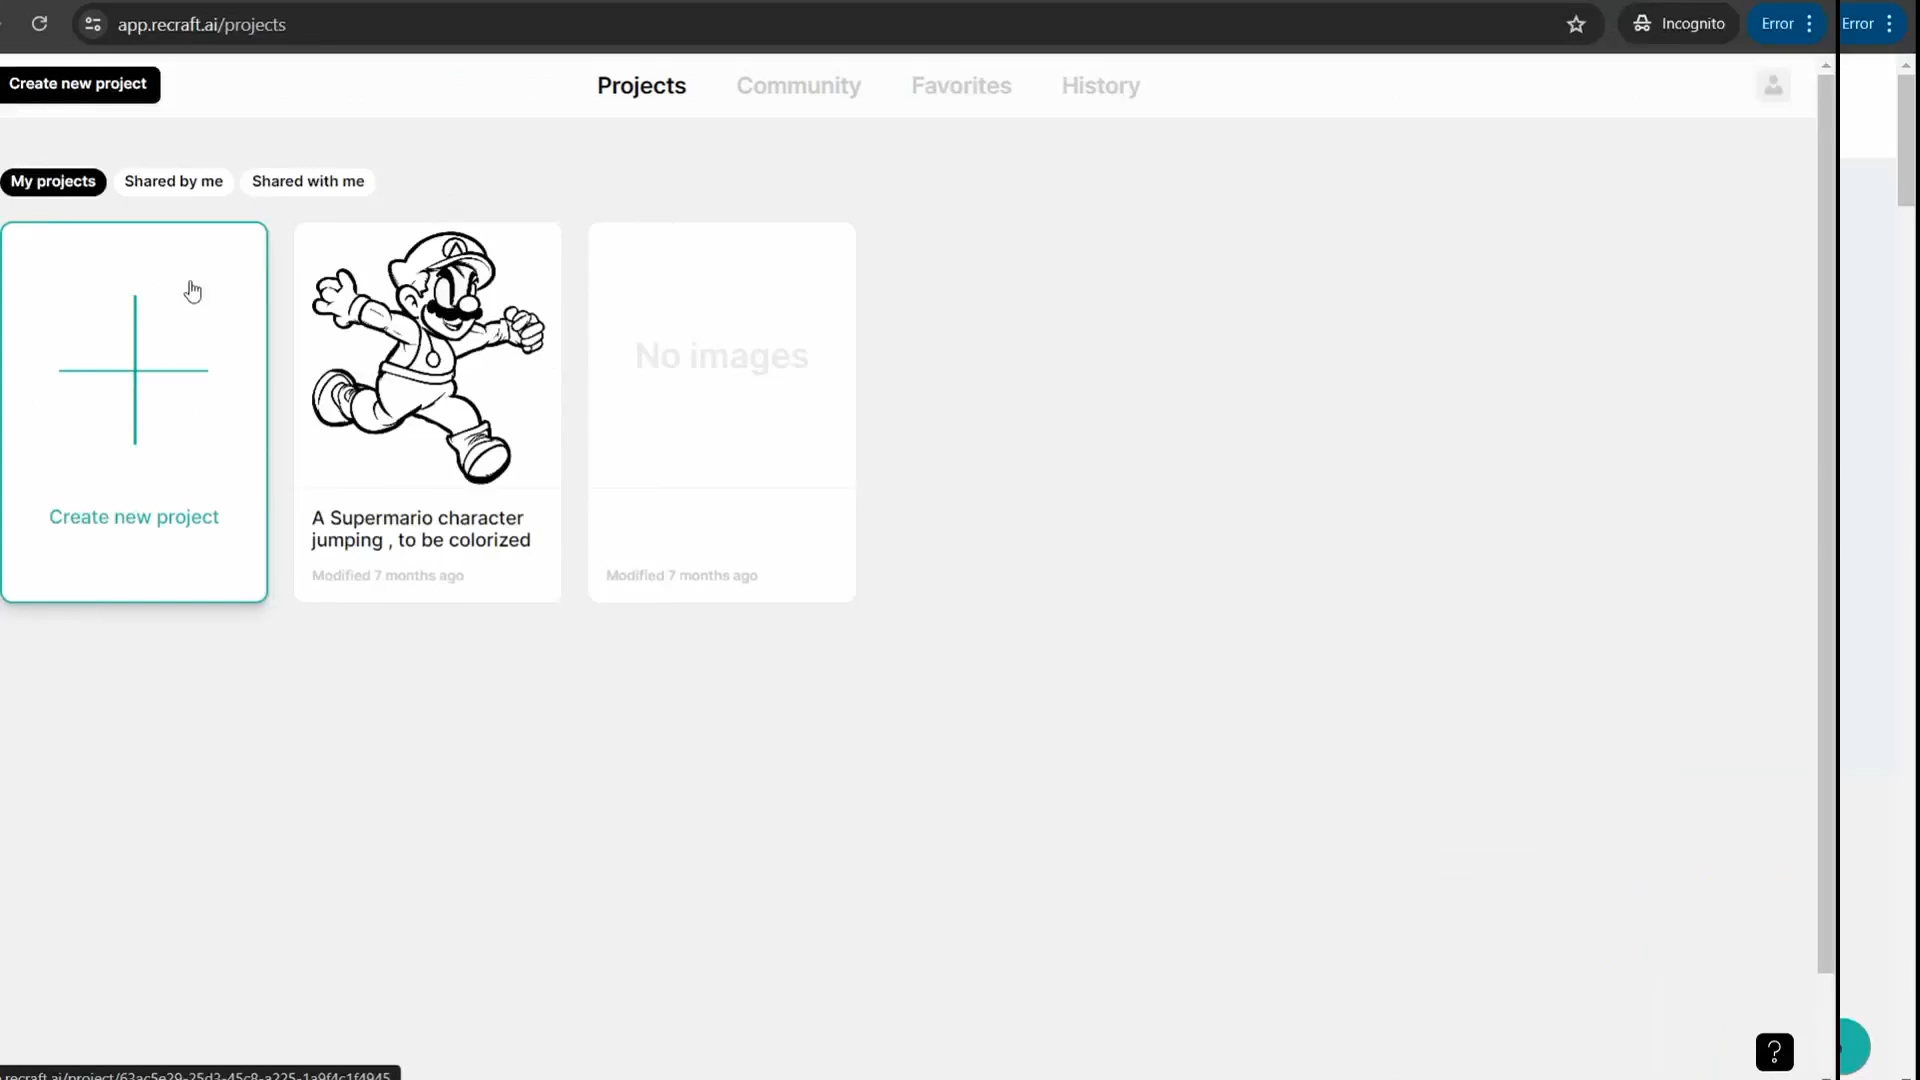 app.recraft.ai/projects
Incognito
Error
Error
Create new project
Projects
Community
Favorites
History
My projects
Shared by me
Shared with me
No images
Create new project
A Supermario character
jumping , to be colorized
Modified 7 months ago
Modified 7 months ago
?